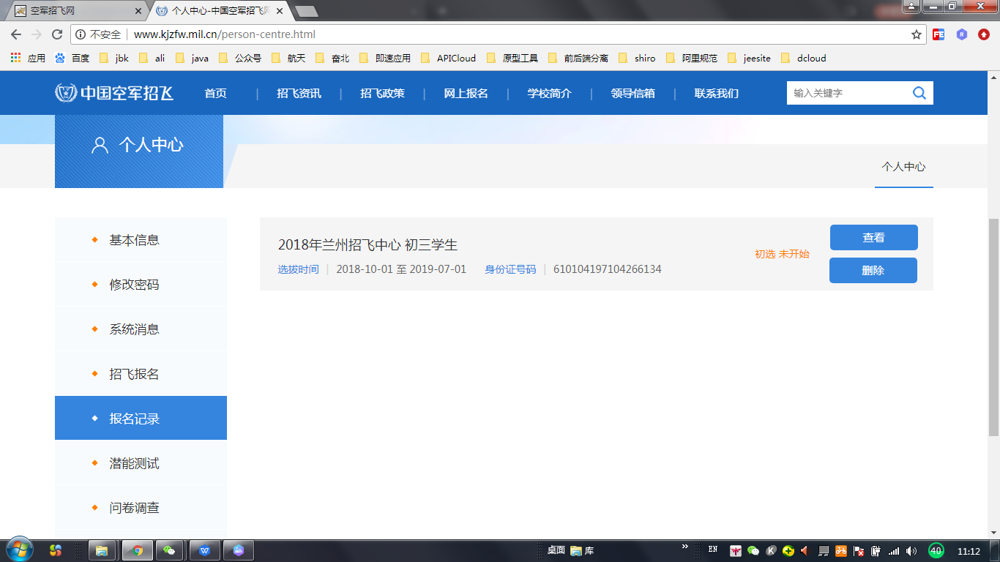 空军招飞网
个人中心-中国空军招飞网
不安全 www.kjzfw.mil.cn/person-centre.html
应用 百度 jbk ali java 公众号 航天 奋北 即速应用 APICloud 原型工具 前后端分离 shiro 阿里规范 jeesite dcloud
中国空军招飞 首页 招飞资讯 招飞政策 网上报名 学校简介 领导信箱 联系我们 输入关键字
个人中心
个人中心
基本信息
修改密码
系统消息
招飞报名
报名记录
潜能测试
问卷调查
2018年兰州招飞中心 初三学生
选拔时间 2018-10-01 至 2019-07-01 身份证号码 610104197104266134
初选 未开始
查看
删除
桌面 库 EN 40 11:12